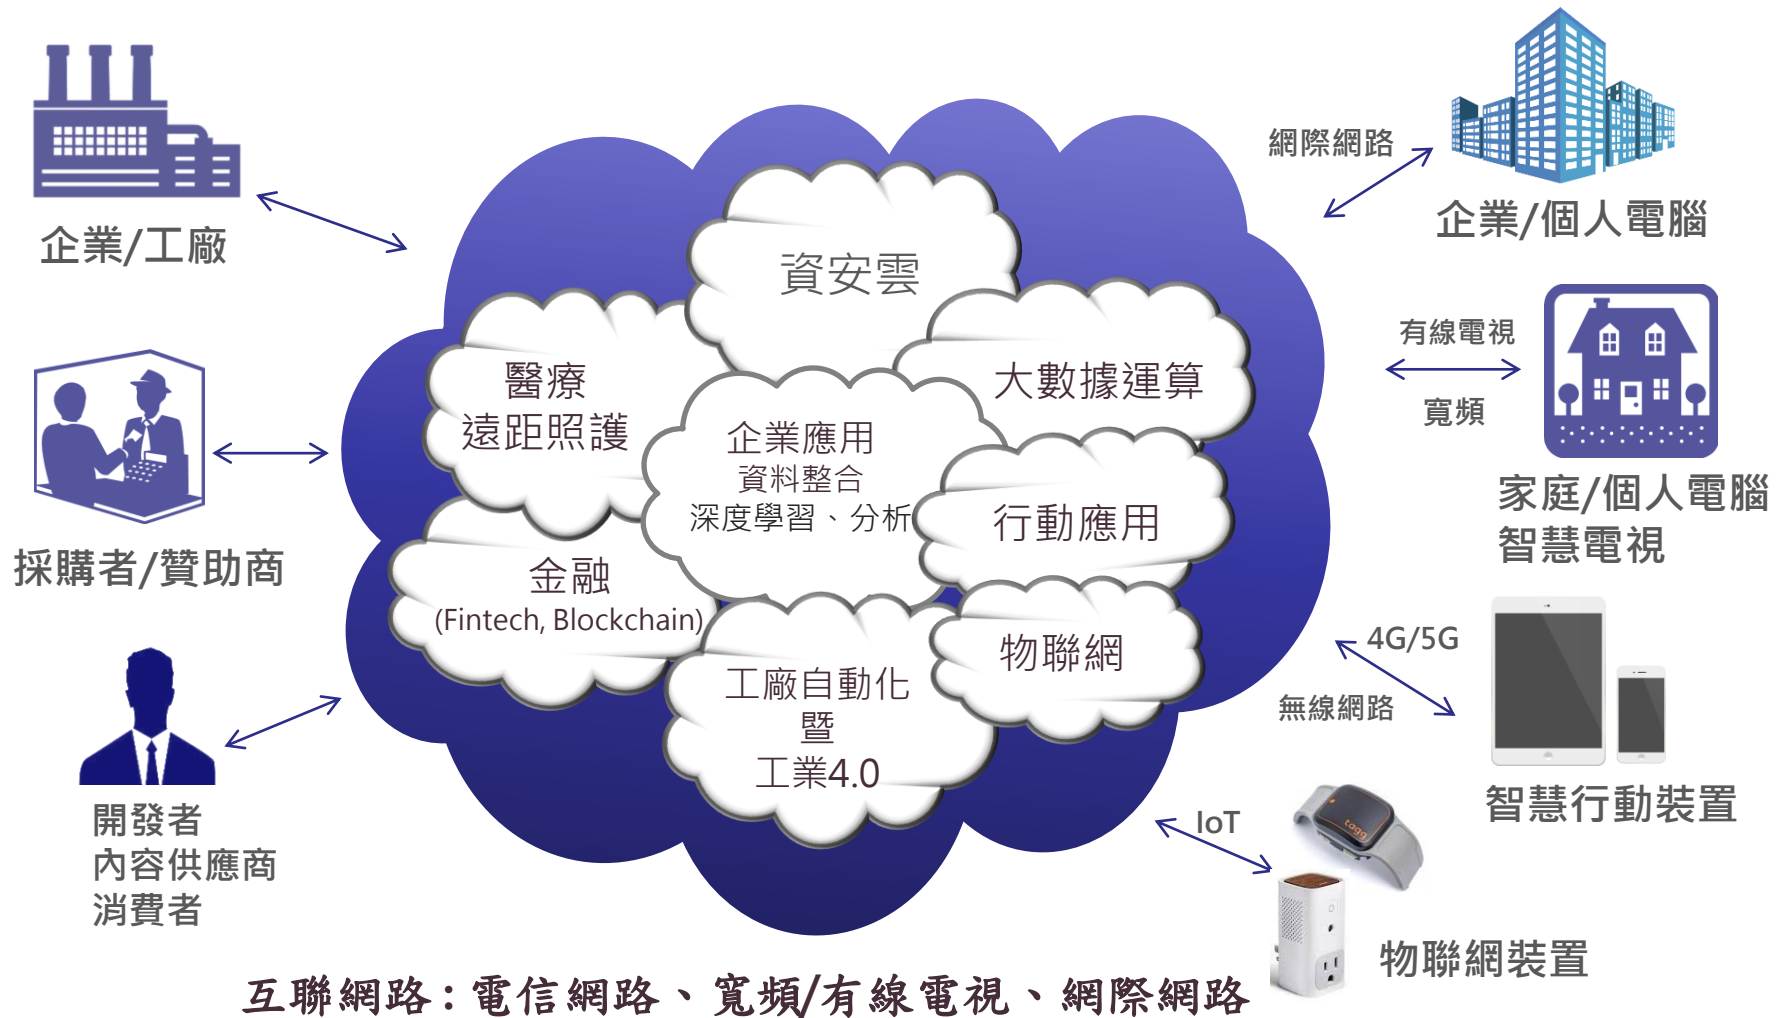 企業/工廠
採購者/贊助商
開發者
內容供應商
消費者
資安雲
醫療
遠距照護
大數據運算
企業應用
資料整合
深度學習、分析
行動應用
金融
(Fintech, Blockchain)
物聯網
工廠自動化
暨
工業4.0
網際網路
企業/個人電腦
有線電視
寬頻
家庭/個人電腦
智慧電視
4G/5G
無線網路
智慧行動裝置
IoT
tagg
物聯網裝置
互聯網路:電信網路、寬頻/有線電視、網際網路